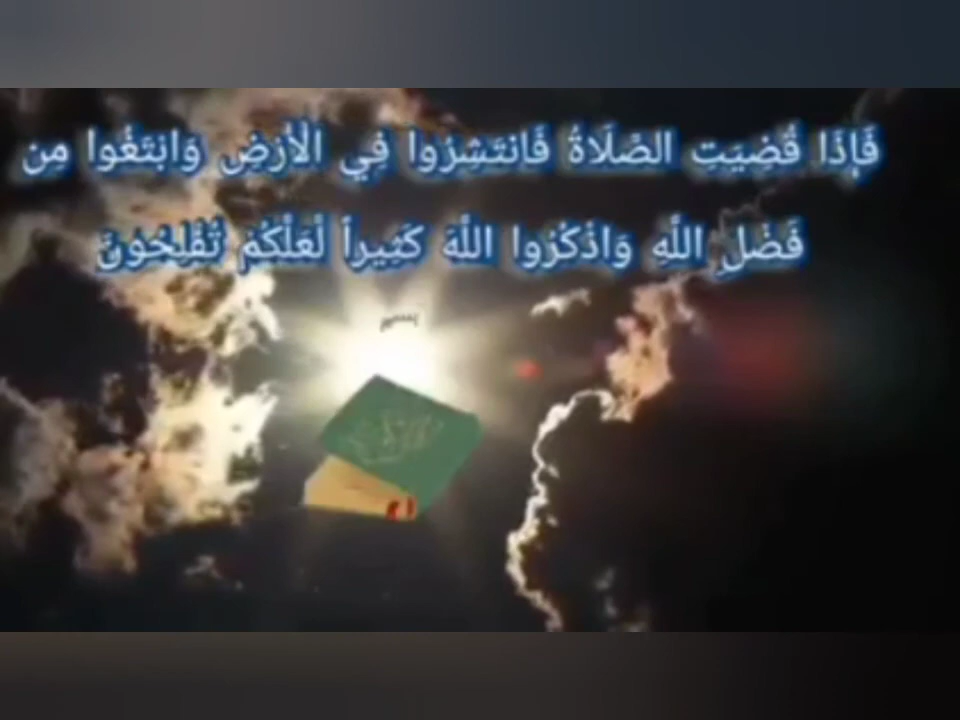 فَإِذَا قُضِيَتِ الصَّلَاةُ فَانتَشِرُوا فِي الْأَرْضِ وَابْتَغُوا مِن
فَضْلِ اللَّهِ وَاذْكُرُوا اللَّهَ كَثِيراً لَّعَلَّكُمْ تُفْلِحُونَ